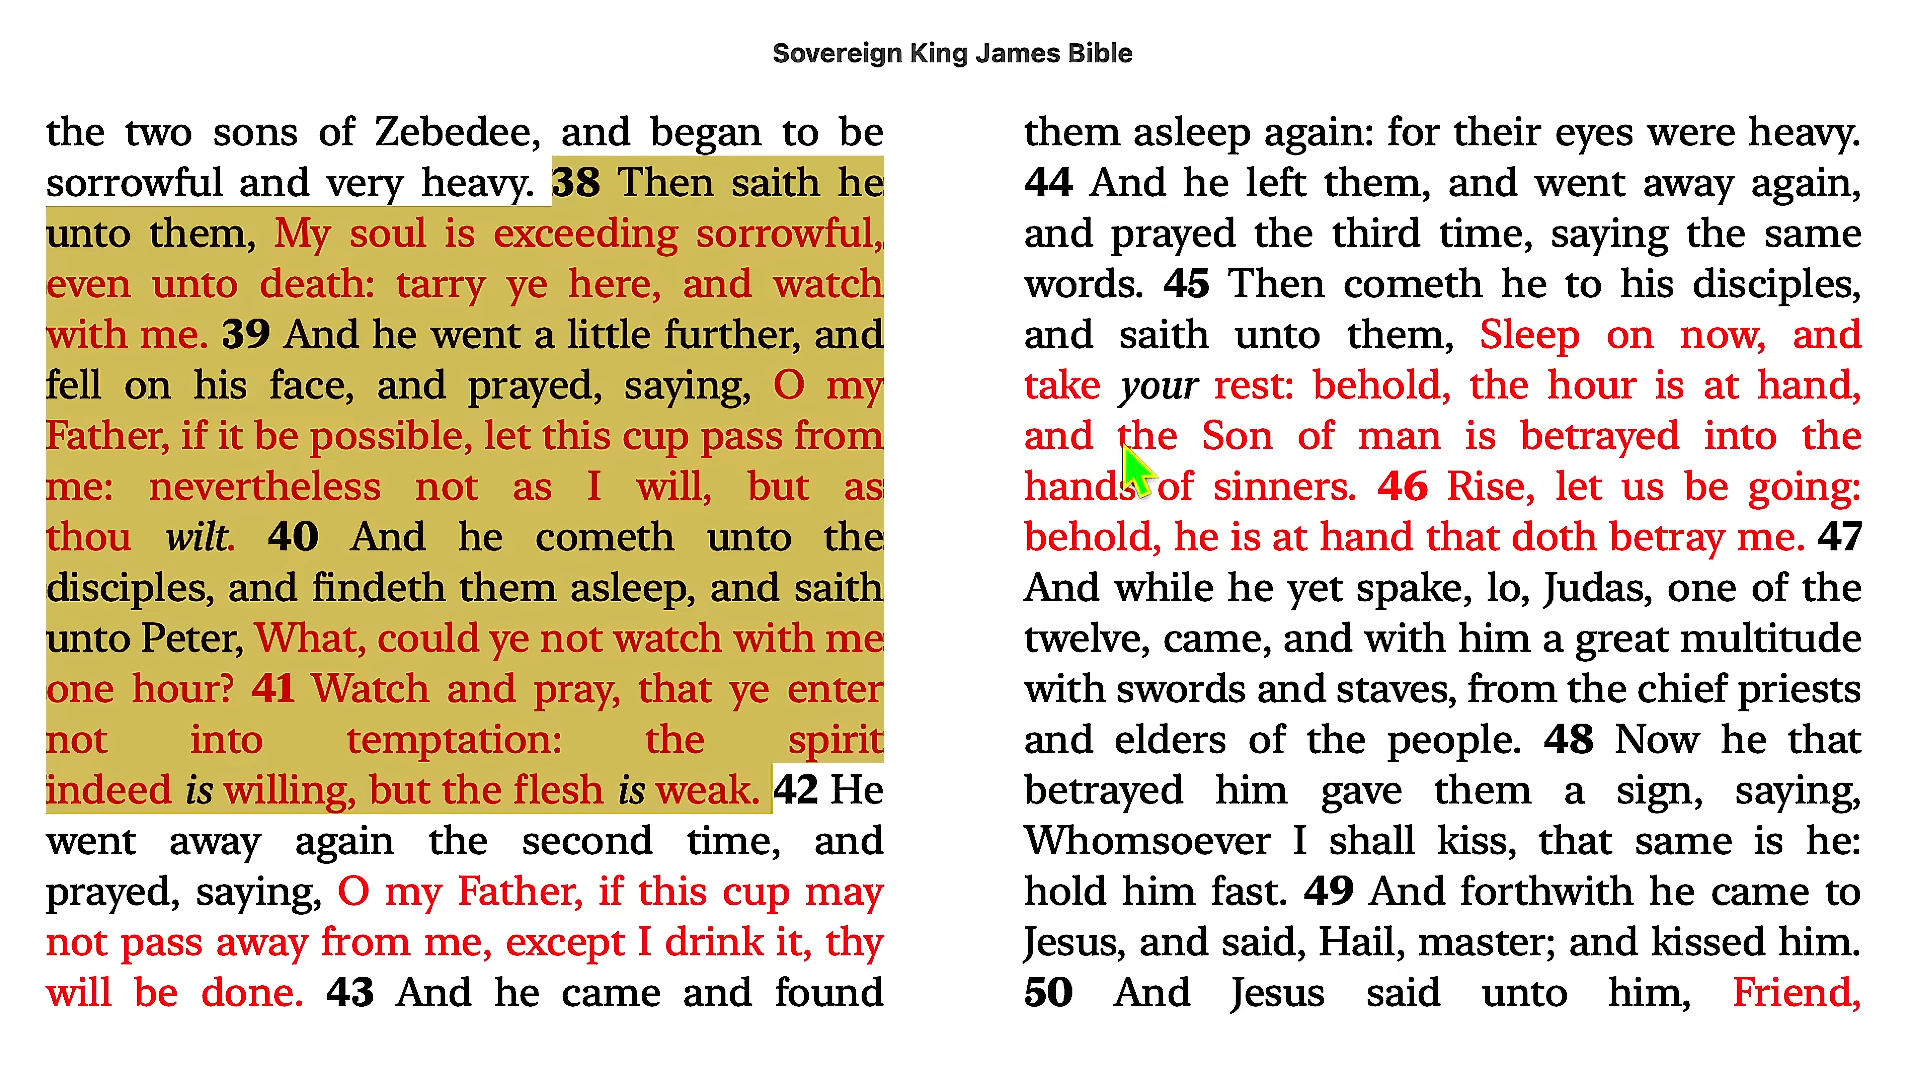 Sovereign King James Bible
the two sons of Zebedee, and began to be
sorrowful and very heavy. 38 Then saith he
unto them, My soul is exceeding sorrowful,
even unto death: tarry ye here, and watch
with me. 39 And he went a little further, and
fell on his face, and prayed, saying, O my
Father, if it be possible, let this cup pass from
me: nevertheless not as I will, but as
thou wilt. 40 And he cometh unto the
disciples, and findeth them asleep, and saith
unto Peter, What, could ye not watch with me
one hour? 41 Watch and pray, that ye enter
not into temptation: the spirit
indeed is willing, but the flesh is weak. 42 He
went away again the second time, and
prayed, saying, O my Father, if this cup may
not pass away from me, except I drink it, thy
will be done. 43 And he came and found
them asleep again: for their eyes were heavy.
44 And he left them, and went away again,
and prayed the third time, saying the same
words. 45 Then cometh he to his disciples,
and saith unto them, Sleep on now, and
take your rest: behold, the hour is at hand,
and the Son of man is betrayed into the
hands of sinners. 46 Rise, let us be going:
behold, he is at hand that doth betray me. 47
And while he yet spake, lo, Judas, one of the
twelve, came, and with him a great multitude
with swords and staves, from the chief priests
and elders of the people. 48 Now he that
betrayed him gave them a sign, saying,
Whomsoever I shall kiss, that same is he:
hold him fast. 49 And forthwith he came to
Jesus, and said, Hail, master; and kissed him.
50 And Jesus said unto him, Friend,